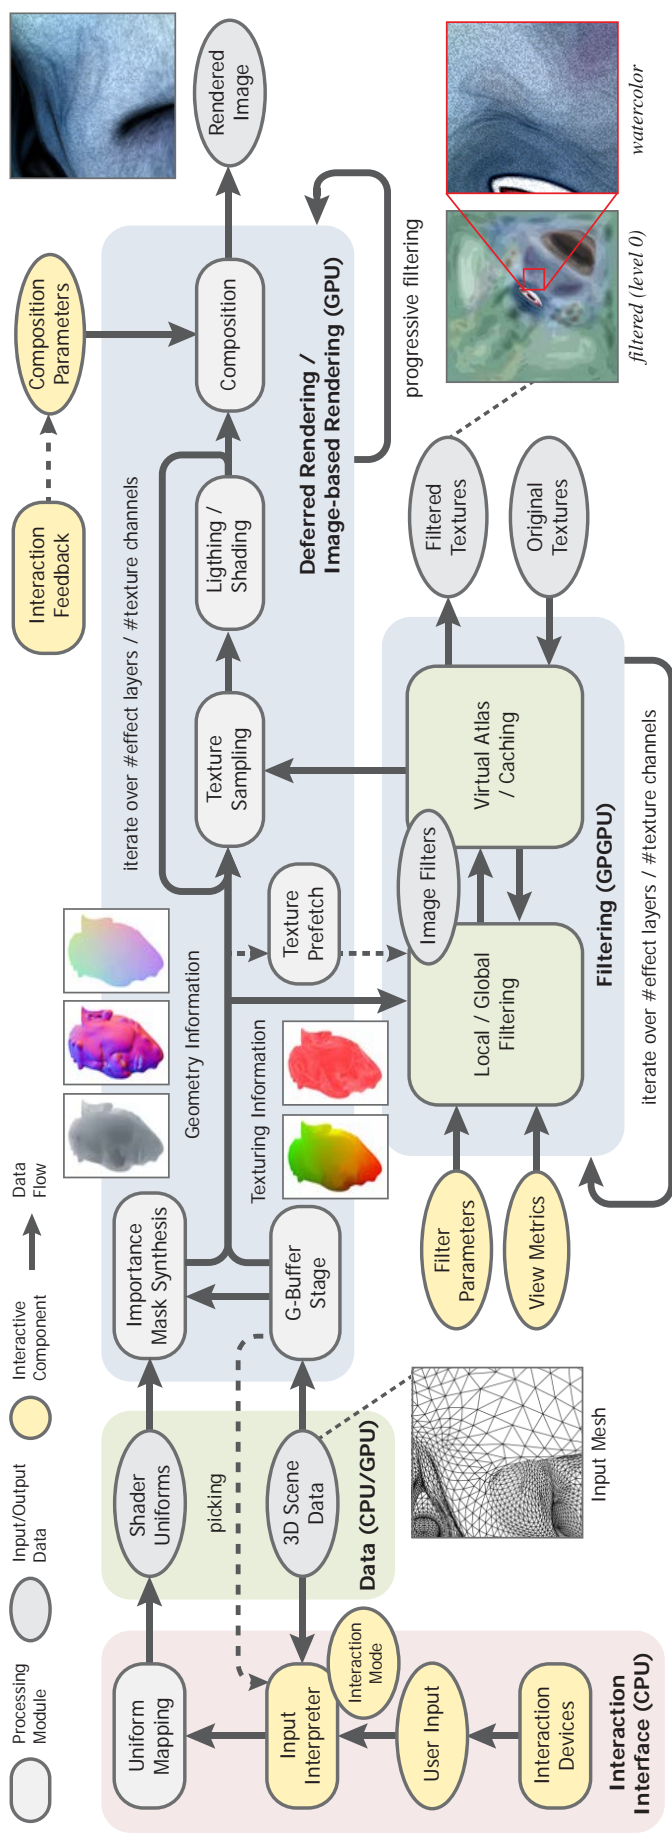 Processing
Module
Input/Output
Data
Interactive
Component
Data
Flow
Interaction
Feedback
Composition
Parameters
Uniform
Mapping
Shader
Uniforms
Importance
Mask Synthesis
Geometry Information
iterate over #effect layers / #texture channels
Texture
Sampling
Ligthing /
Shading
Composition
Rendered
Image
picking
Input
Interpreter
Interaction
Mode
3D Scene
Data
G-Buffer
Stage
Texturing Information
Texture
Prefetch
Deferred Rendering /
Image-based Rendering (GPU)
Data (CPU/GPU)
progressive filtering
User Input
Interaction
Devices
Interaction
Interface (CPU)
Input Mesh
Filter
Parameters
View Metrics
Local / Global
Filtering
Image Filters
Virtual Atlas
/ Caching
Filtered
Textures
Original
Textures
Filtering (GPGPU)
iterate over #effect layers / #texture channels
filtered (level 0)
watercolor